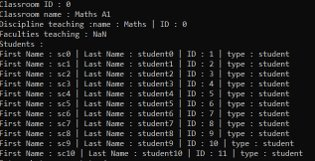 Classroom ID : 0
Classroom name : Maths A1
Discipline teaching :name : Maths | ID : 0
Faculties teaching : NaN
Students :
First Name : sc0 | Last Name : student0 | ID : 1 | type : student
First Name : sc1 | Last Name : student1 | ID : 2 | type : student
First Name : sc2 | Last Name : student2 | ID : 3 | type : student
First Name : sc3 | Last Name : student3 | ID : 4 | type : student
First Name : sc4 | Last Name : student4 | ID : 5 | type : student
First Name : sc5 | Last Name : student5 | ID : 6 | type : student
First Name : sc6 | Last Name : student6 | ID : 7 | type : student
First Name : sc7 | Last Name : student7 | ID : 8 | type : student
First Name : sc8 | Last Name : student8 | ID : 9 | type : student
First Name : sc9 | Last Name : student9 | ID : 10 | type : student
First Name : sc10 | Last Name : student10 | ID : 11 | type : student